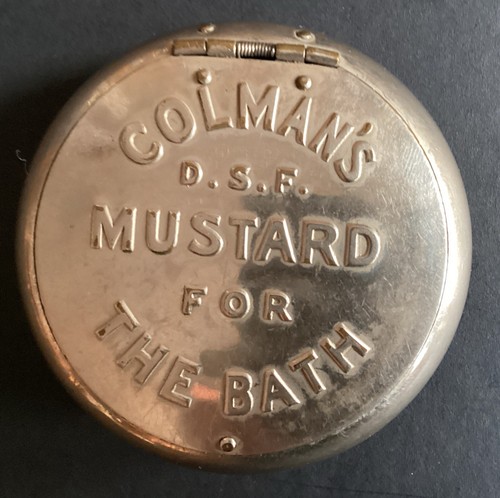 COLMAN'S
D.S.F.
MUSTARD
FOR
THE BATH